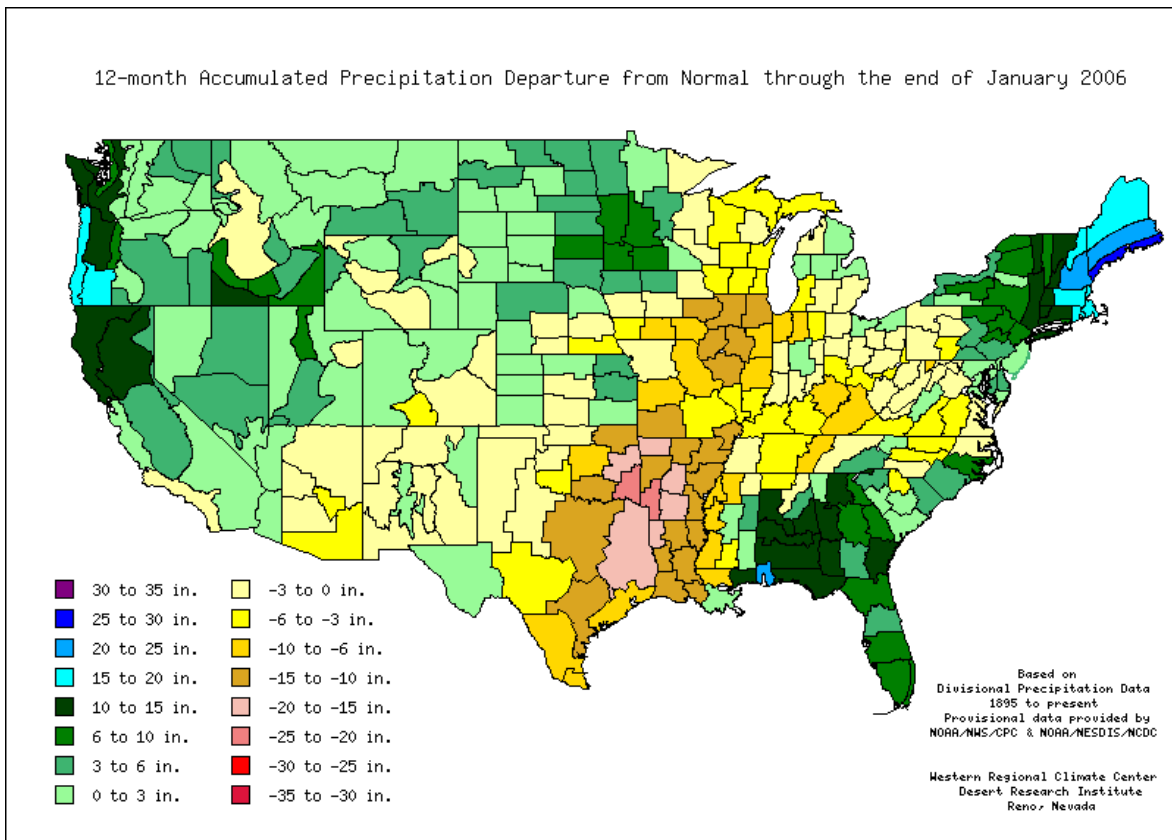 12-month Accumulated Precipitation Departure from Normal through the end of January 2006
30 to 35 in.
25 to 30 in.
20 to 25 in.
15 to 20 in.
10 to 15 in.
6 to 10 in.
3 to 6 in.
0 to 3 in.
-3 to 0 in.
-6 to -3 in.
-10 to -6 in.
-15 to -10 in.
-20 to -15 in.
-25 to -20 in.
-30 to -25 in.
-35 to -30 in.
Based on
Divisional Precipitation Data
1895 to present
Provisional data provided by
NOAA/NWS/CPC & NOAA/NESDIS/NCDC
Western Regional Climate Center
Desert Research Institute
Reno, Nevada